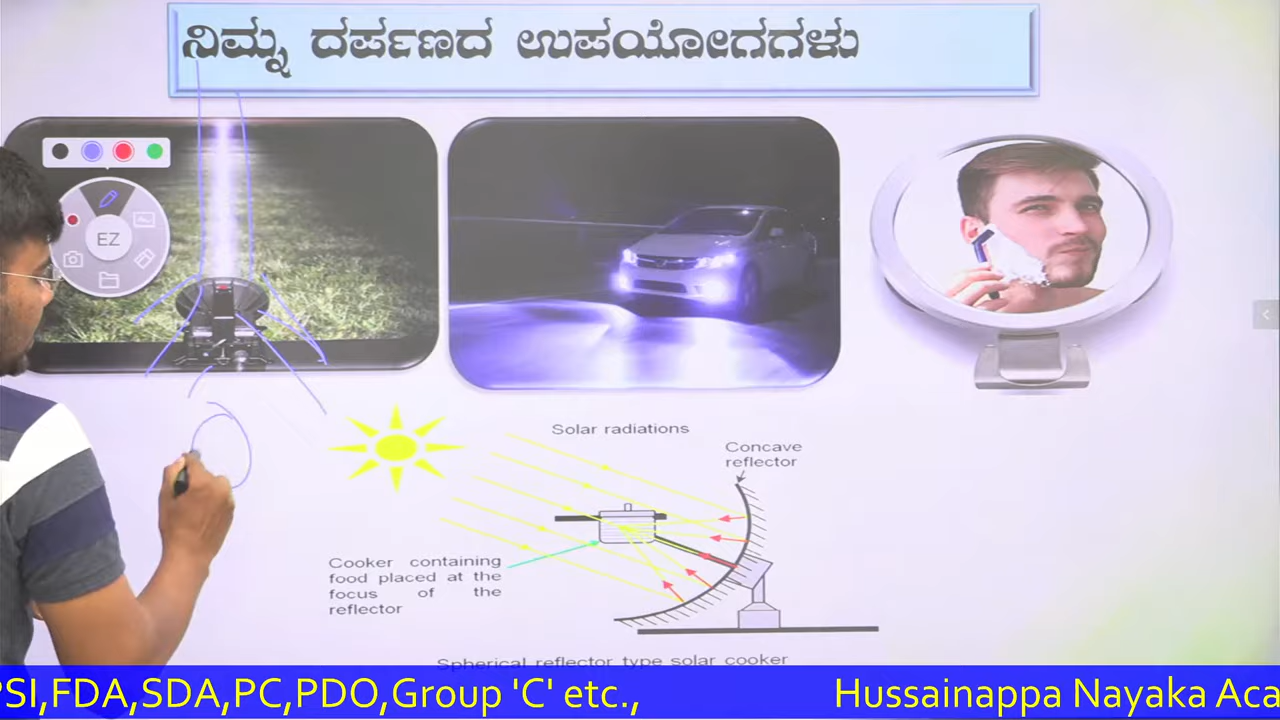 ನಿಮ್ನ ದರ್ಪಣದ ಉಪಯೋಗಗಳು
EZ
Solar radiations
Concave
reflector
Cooker containing
food placed at the
focus of the
reflector
Spherical reflector type solar cooker
PSI,FDA,SDA,PC,PDO,Group 'C' etc., Hussainappa Nayaka Aca